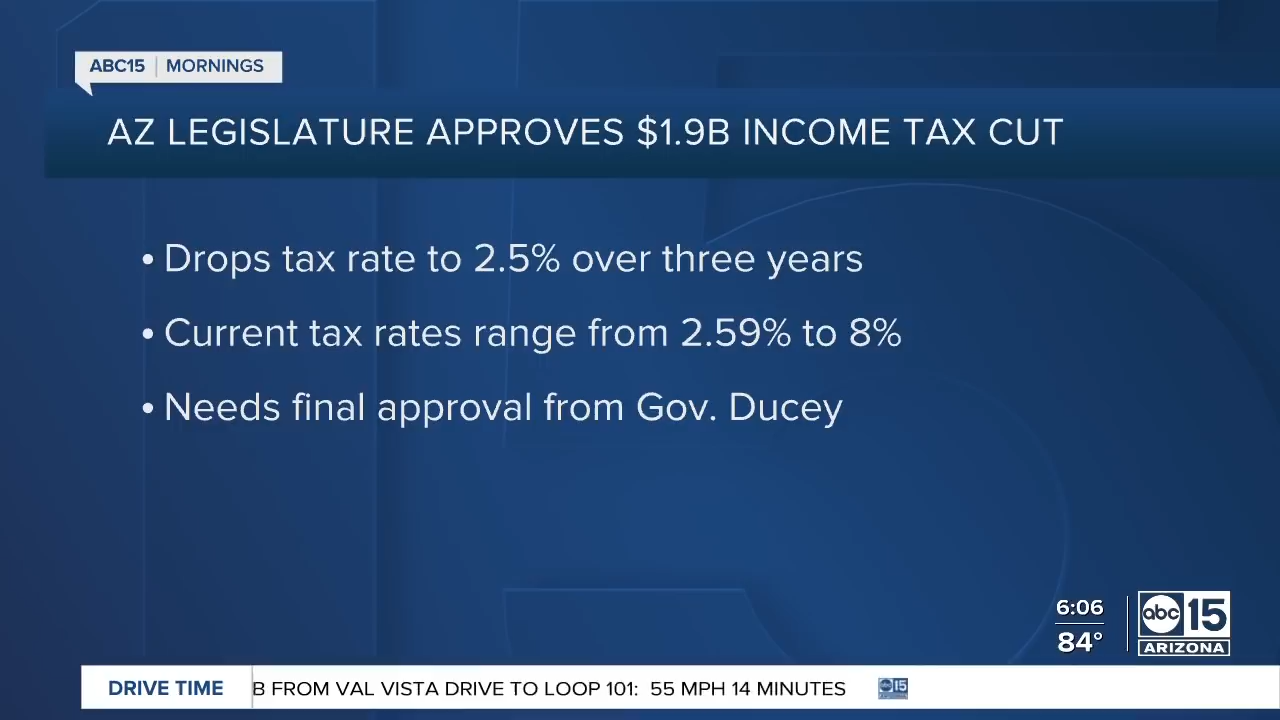 ABC15 | MORNINGS
AZ LEGISLATURE APPROVES $1.9B INCOME TAX CUT
• Drops tax rate to 2.5% over three years
• Current tax rates range from 2.59% to 8%
• Needs final approval from Gov. Ducey
6:06
84°
abc 15
ARIZONA
DRIVE TIME
B FROM VAL VISTA DRIVE TO LOOP 101: 55 MPH 14 MINUTES
abc 15